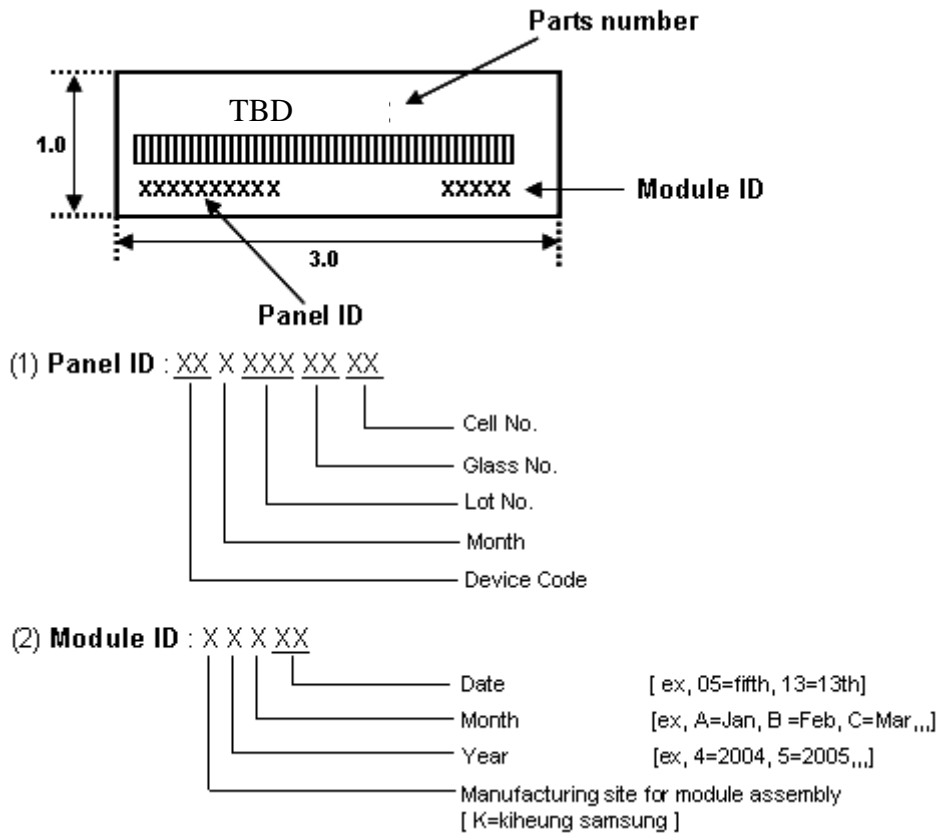 Parts number
TBD
1.0
XXXXXXXXXX XXXXX
Module ID
3.0
Panel ID
(1) Panel ID : XX X XXX XX XX
Cell No.
Glass No.
Lot No.
Month
Device Code
(2) Module ID : X X X XX
Date [ ex, 05=fifth, 13=13th]
Month [ex, A=Jan, B =Feb, C=Mar,,,]
Year [ex, 4=2004, 5=2005,,,]
Manufacturing site for module assembly
[ K=kiheung samsung ]